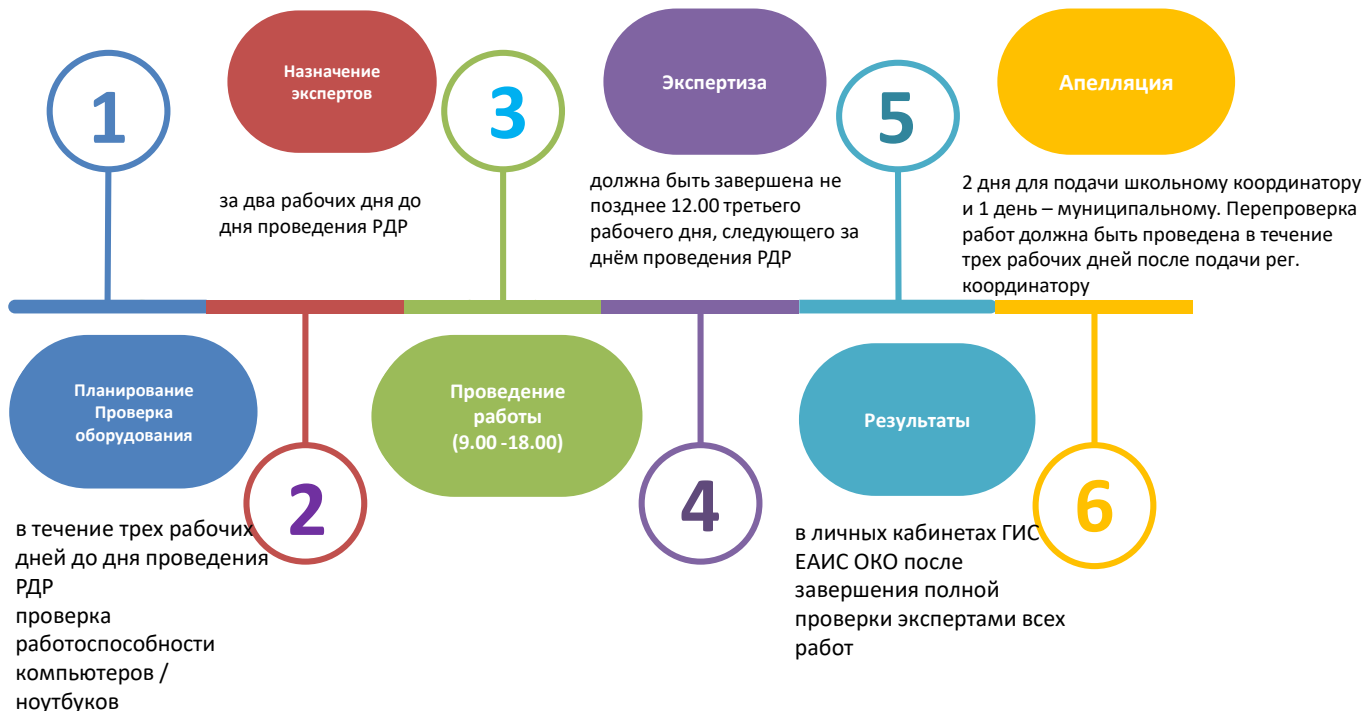 1
Планирование
Проверка
оборудования
в течение трех рабочих
дней до дня проведения
РДР
проверка
работоспособности
компьютеров /
ноутбуков
2
Назначение
экспертов
за два рабочих дня до
дня проведения РДР
3
Проведение
работы
(9.00 -18.00)
4
Экспертиза
должна быть завершена не
позднее 12.00 третьего
рабочего дня, следующего за
днём проведения РДР
5
Результаты
в личных кабинетах ГИС
ЕАИС ОКО после
завершения полной
проверки экспертами всех
работ
6
Апелляция
2 дня для подачи школьному координатору
и 1 день – муниципальному. Перепроверка
работ должна быть проведена в течение
трех рабочих дней после подачи рег.
координатору